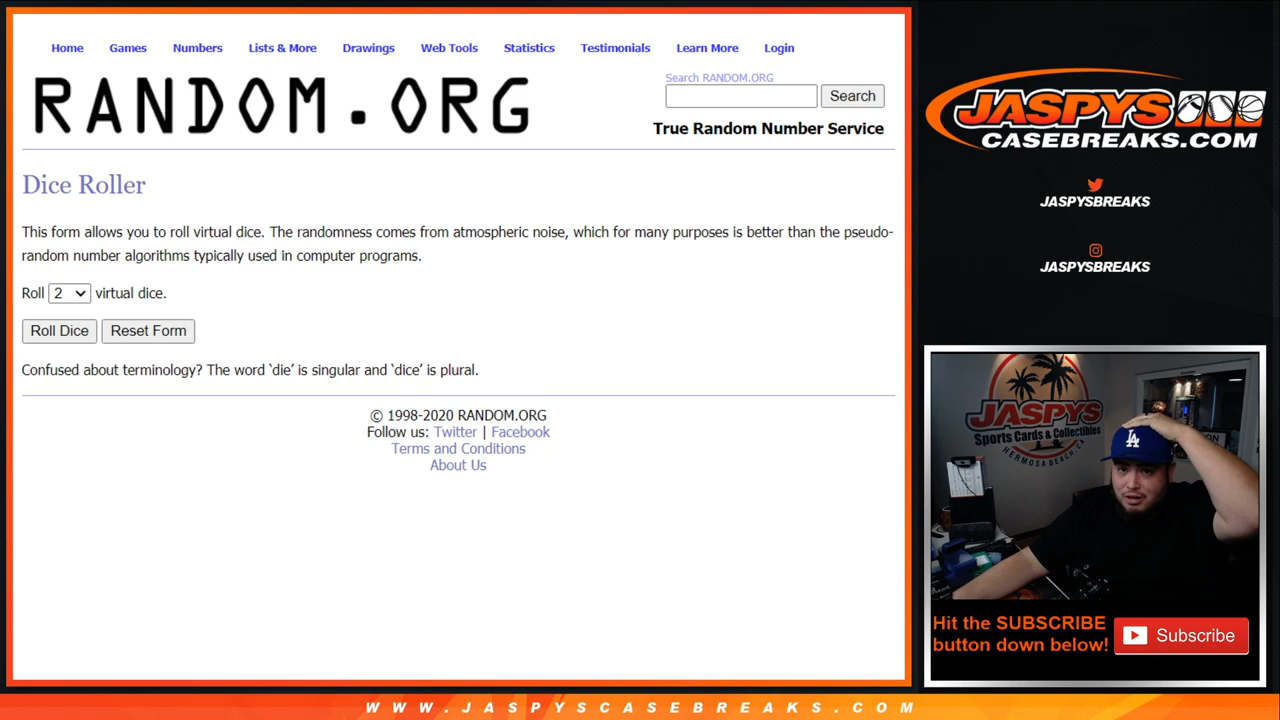 Home Games Numbers Lists & More Drawings Web Tools Statistics Testimonials Learn More Login
RANDOM.ORG
Search RANDOM.ORG
Search
True Random Number Service
Dice Roller
This form allows you to roll virtual dice. The randomness comes from atmospheric noise, which for many purposes is better than the pseudo-
random number algorithms typically used in computer programs.
Roll 2 virtual dice.
Roll Dice Reset Form
Confused about terminology? The word ‘die’ is singular and ‘dice’ is plural.
© 1998-2020 RANDOM.ORG
Follow us: Twitter | Facebook
Terms and Conditions
About Us
JASPYS
CASEBREAKS.COM
JASPYSBREAKS
JASPYSBREAKS
JASPYS
Sports Cards & Collectibles
HERMOSA BEACH, CA
LA
Hit the SUBSCRIBE
button down below!
Subscribe
WWW.JASPYSCASEBREAKS.COM